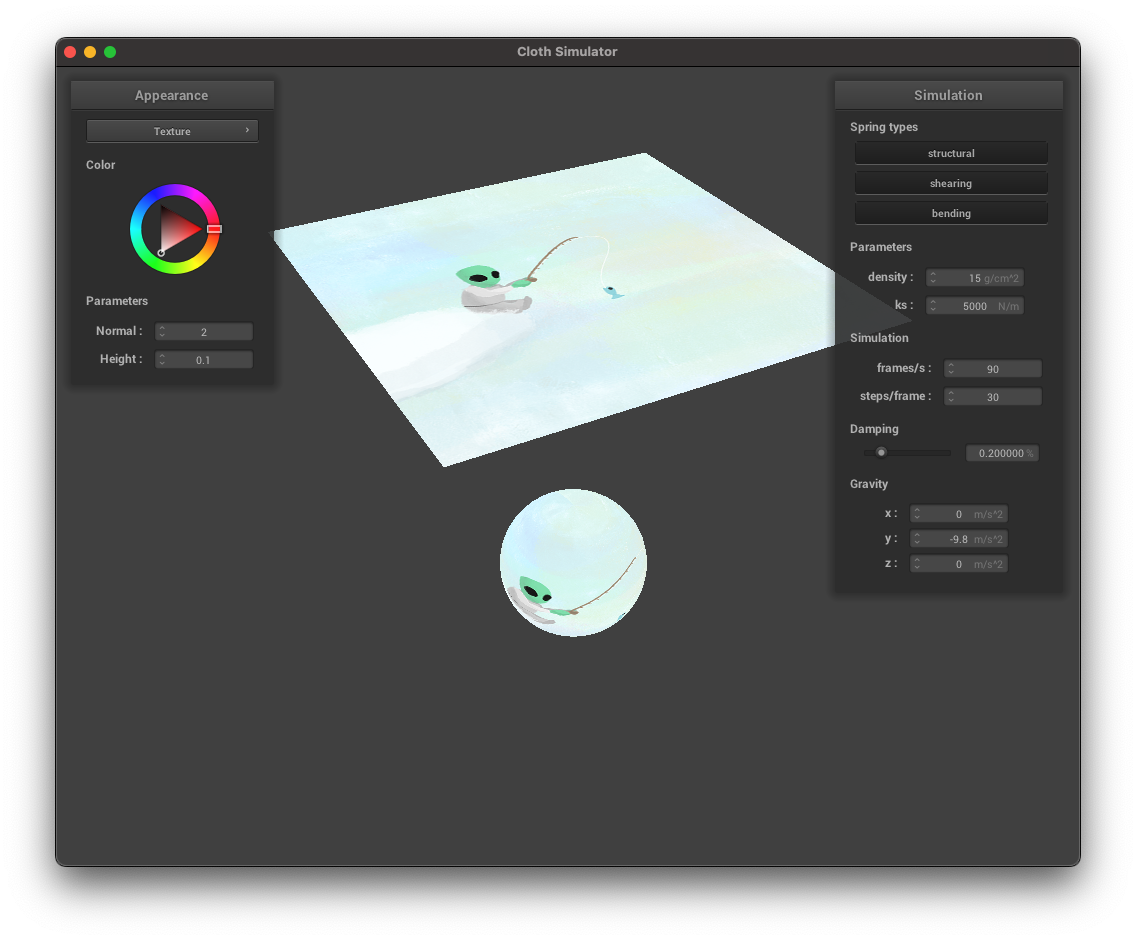 Cloth Simulator
Appearance
Texture
Color
Parameters
Normal : 2
Height : 0.1
Simulation
Spring types
structural
shearing
bending
Parameters
density : 15 g/cm^2
ks : 5000 N/m
Simulation
frames/s : 90
steps/frame : 30
Damping
0.200000 %
Gravity
x : 0 m/s^2
y : -9.8 m/s^2
z : 0 m/s^2